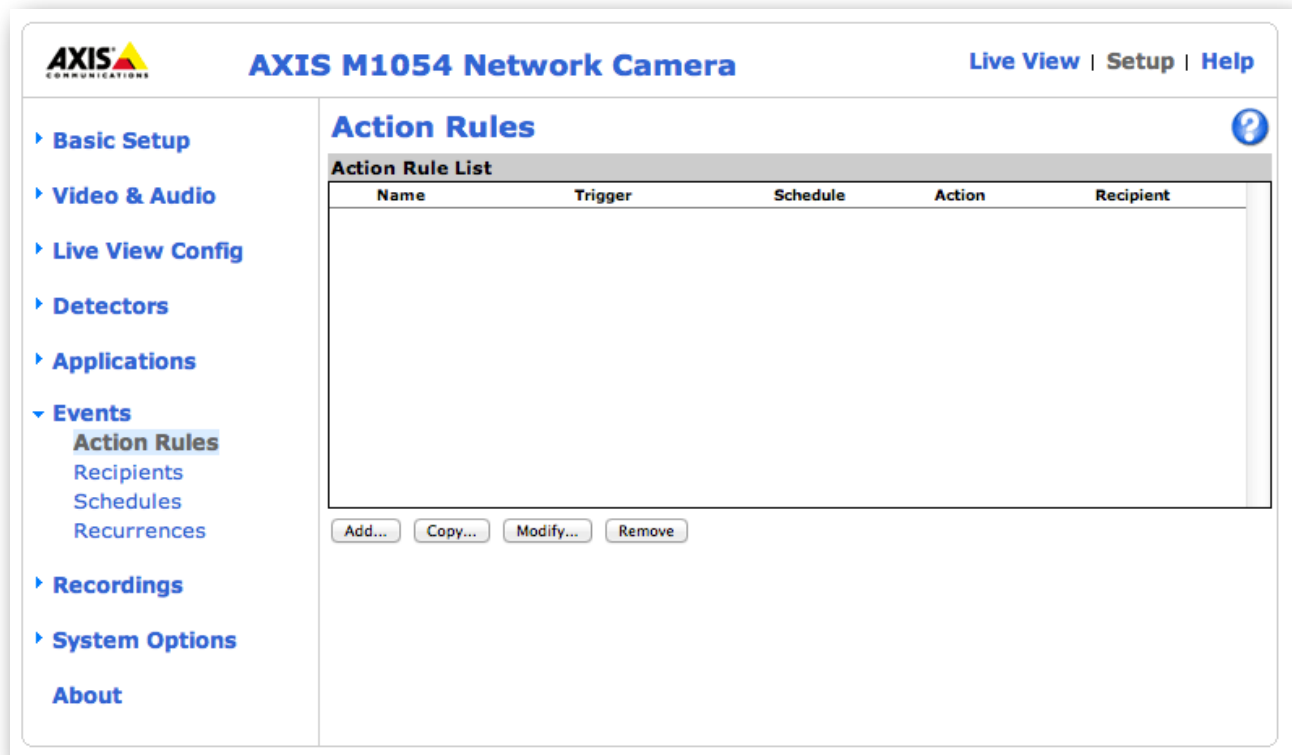 AXIS
COMMUNICATIONS
AXIS M1054 Network Camera
Live View | Setup | Help
Basic Setup
Video & Audio
Live View Config
Detectors
Applications
Events
Action Rules
Recipients
Schedules
Recurrences
Recordings
System Options
About
Action Rules
?
Action Rule List
Name Trigger Schedule Action Recipient
Add... Copy... Modify... Remove